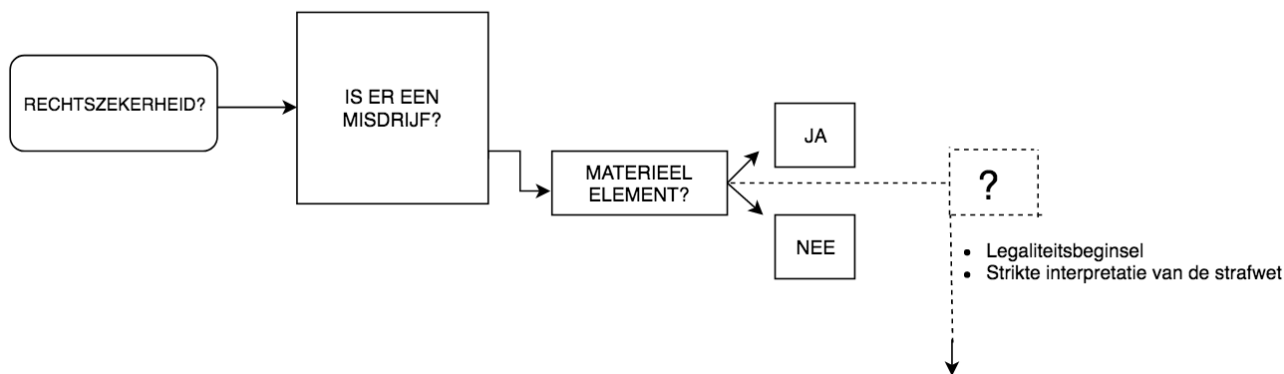 RECHTSZEKERHEID?
IS ER EEN
MISDRIJF?
MATERIEEL
ELEMENT?
JA
NEE
?
• Legaliteitsbeginsel
• Strikte interpretatie van de strafwet